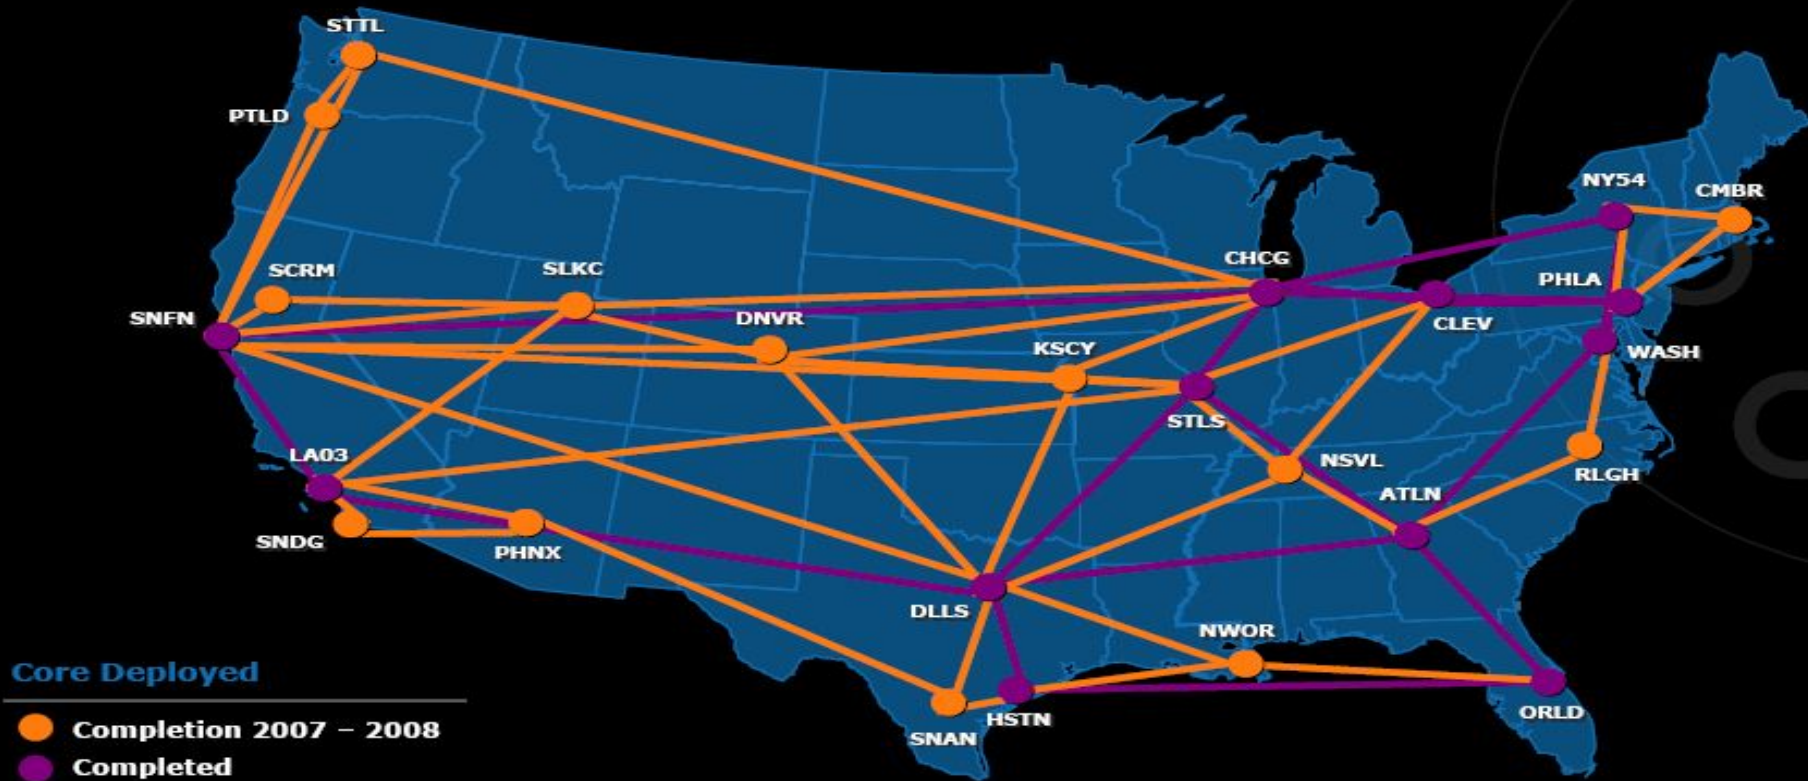 STTL
PTLD
NY54
CMBR
CHCG
SCRM
SLKC
PHLA
SNFN
DNVR
CLEV
KSCY
WASH
STLS
LA03
NSVL
RLGH
ATLN
SNDG
PHNX
DLLS
NWOR
Core Deployed
ORLD
HSTN
Completion 2007 – 2008
SNAN
Completed